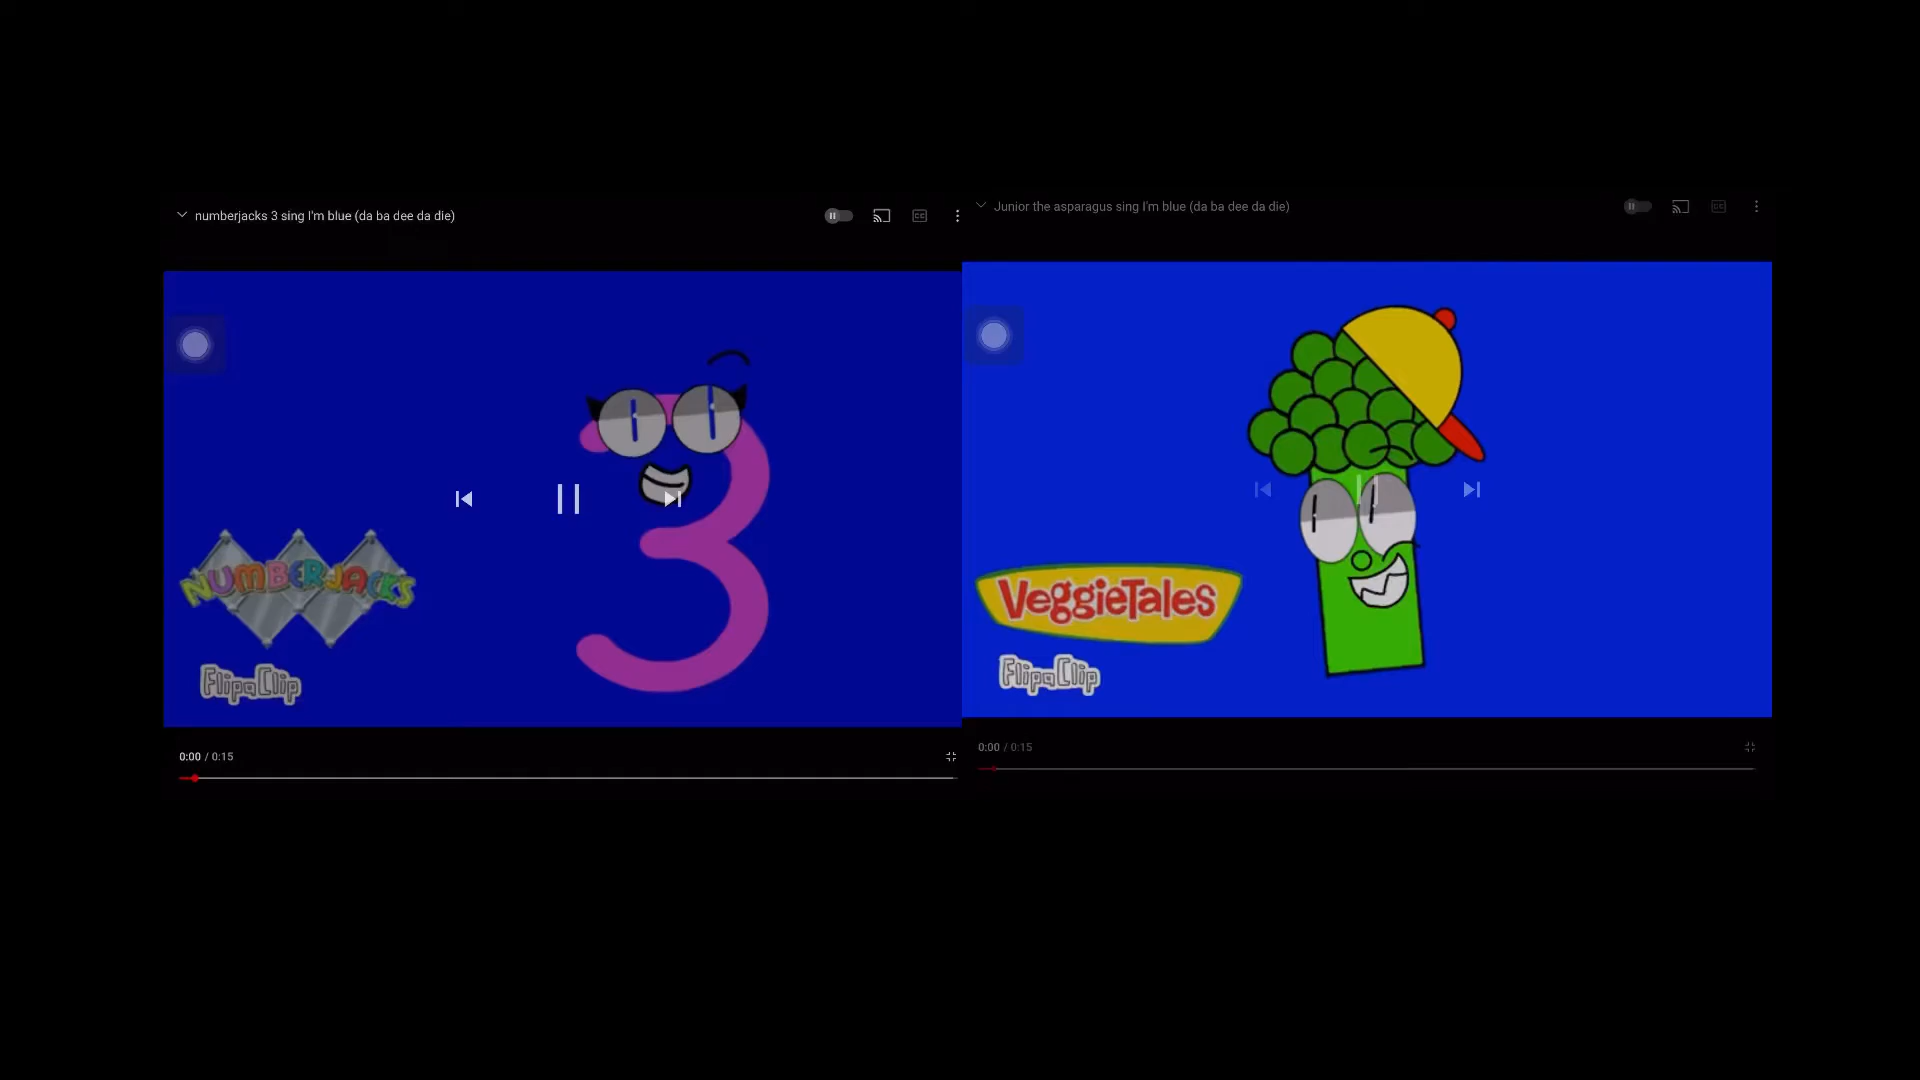 numberjacks 3 sing I'm blue (da ba dee da die)
NUMBERJACKS
FlipaClip
0:00 / 0:15
Junior the asparagus sing I'm blue (da ba dee da die)
CC
VeggieTales
FlipaClip
0:00 / 0:15